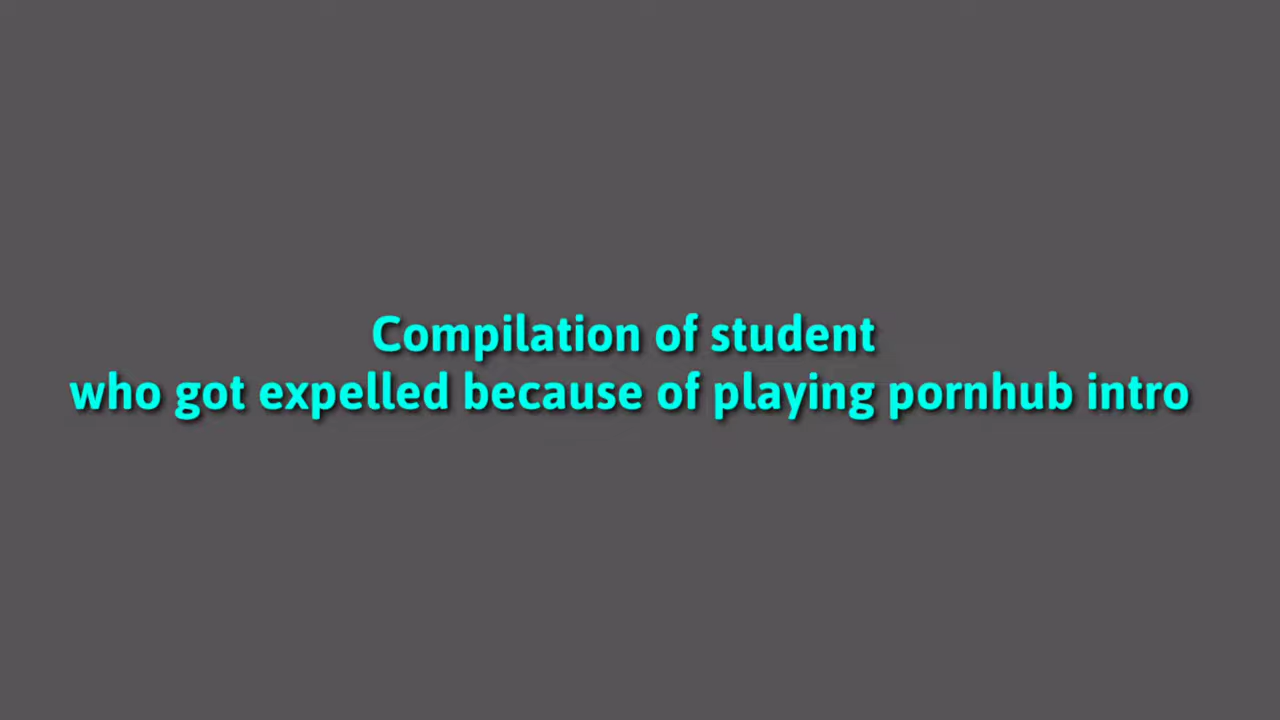 Compilation of student
who got expelled because of playing pornhub intro